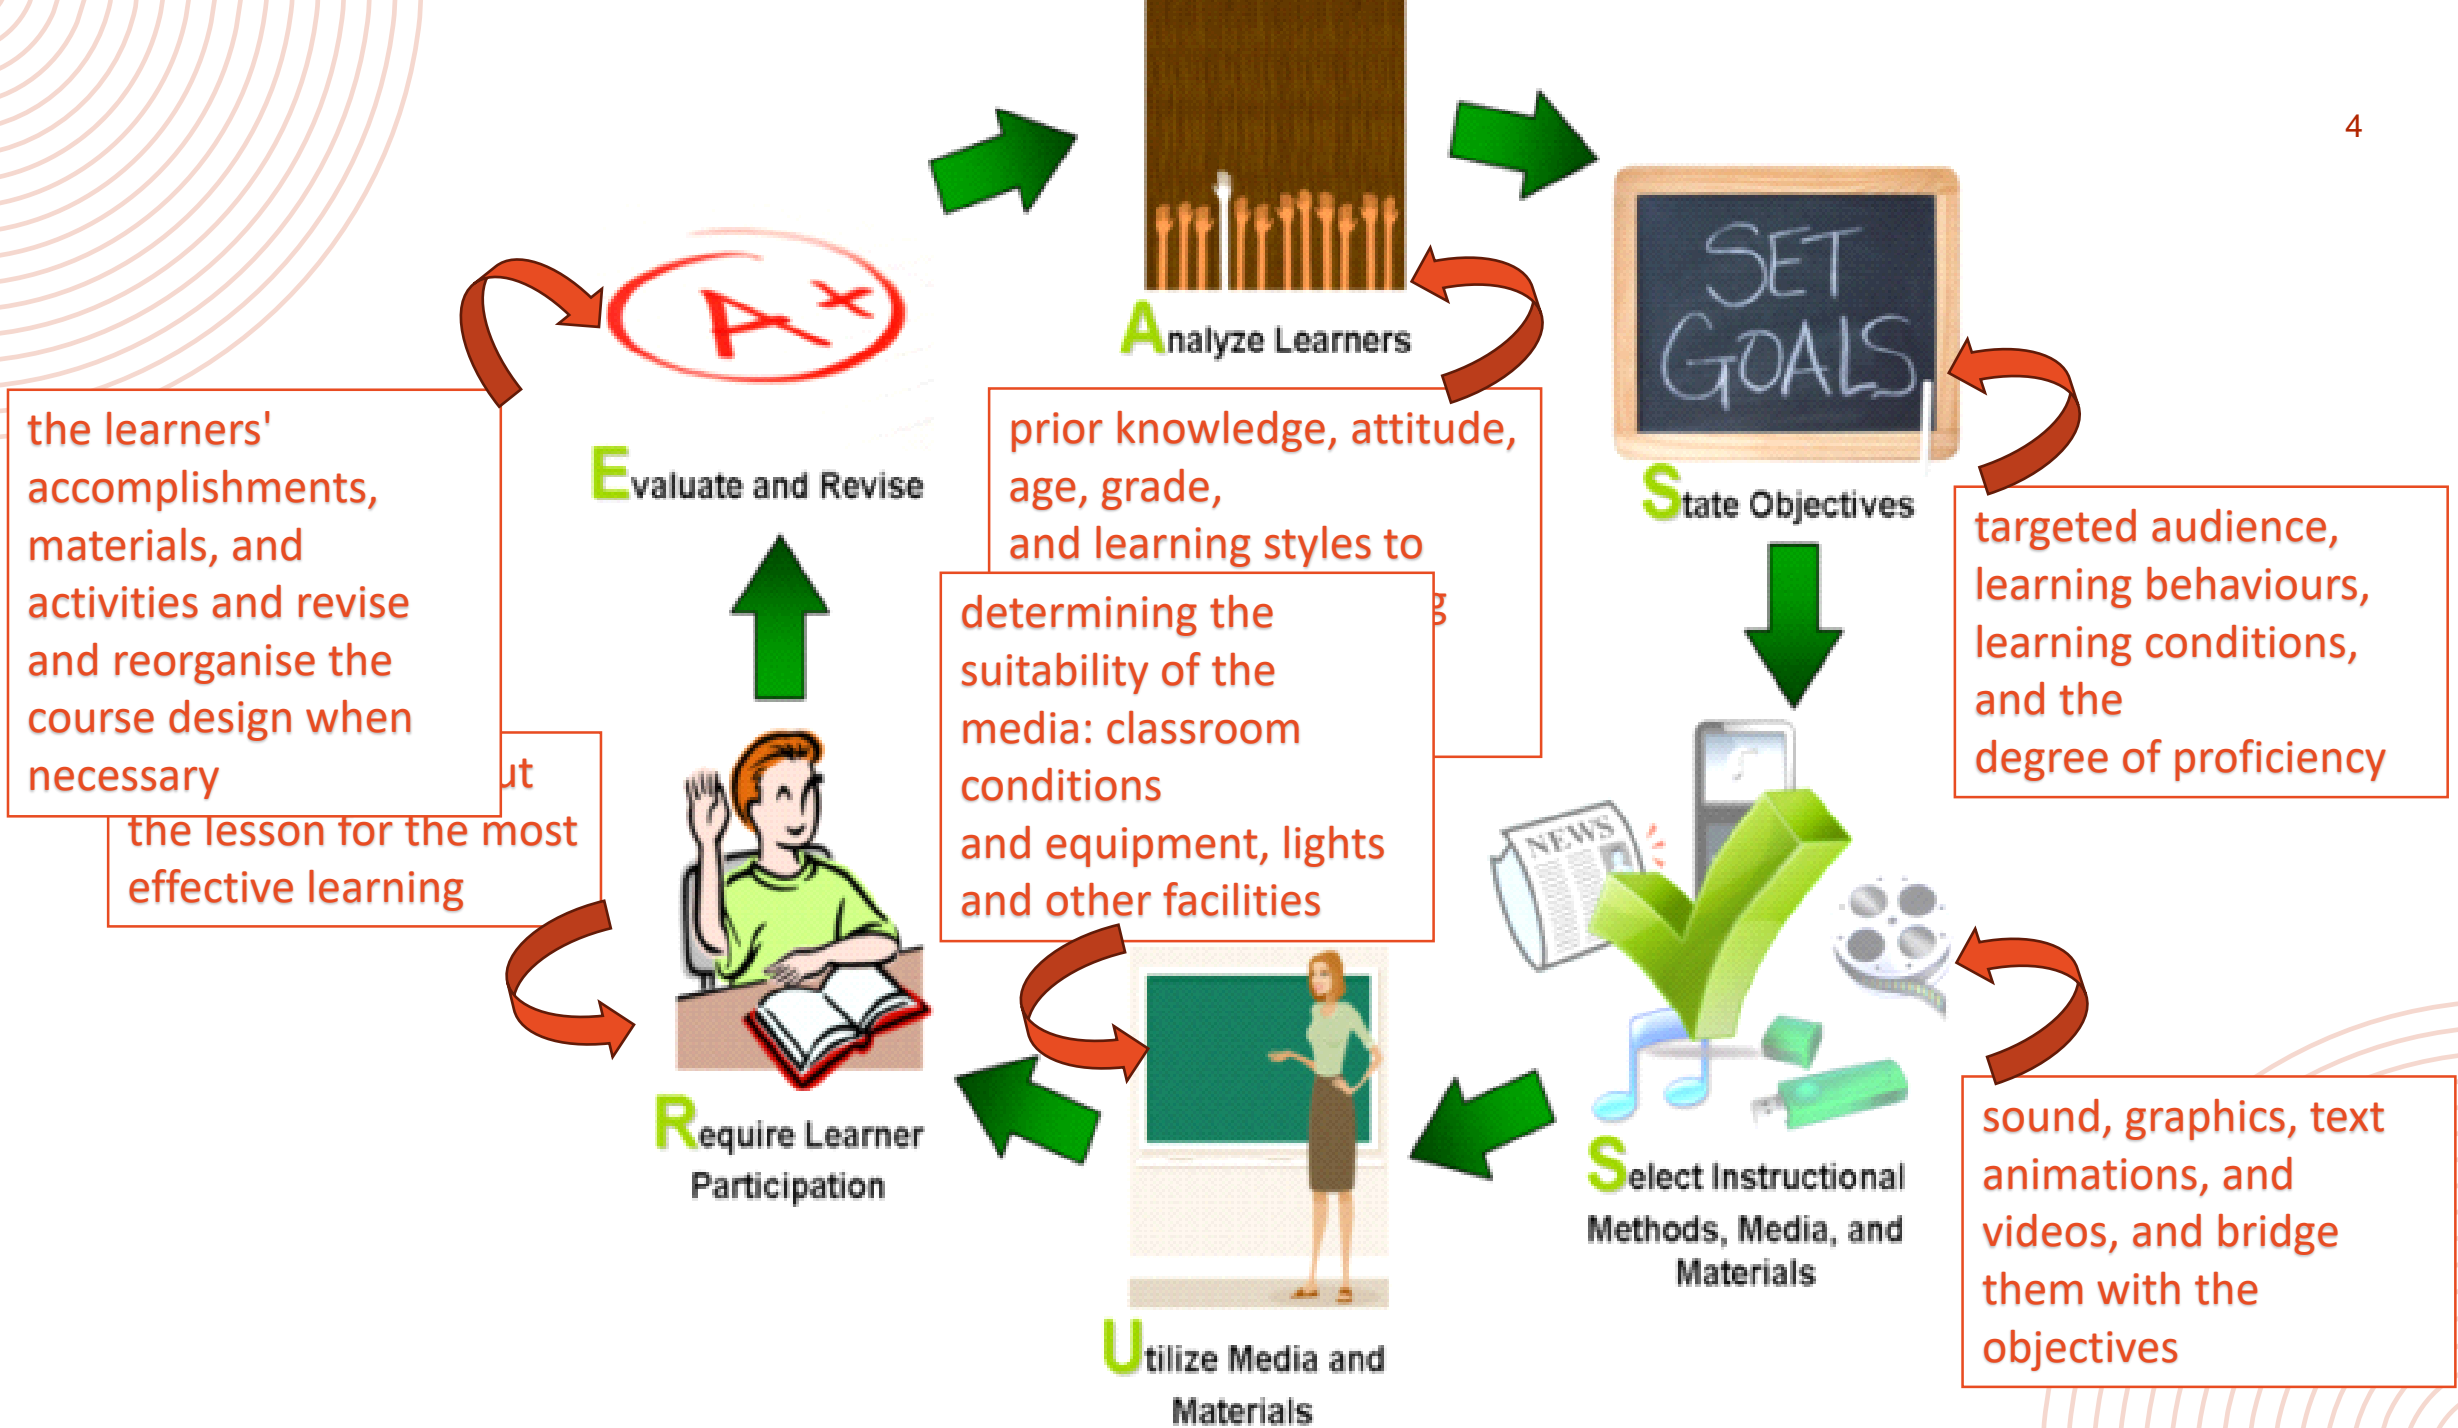 4
Analyze Learners
prior knowledge, attitude,
age, grade,
and learning styles to
SET
GOALS
State Objectives
targeted audience,
learning behaviours,
learning conditions,
and the
degree of proficiency
NEWS
Select Instructional
Methods, Media, and
Materials
sound, graphics, text
animations, and
videos, and bridge
them with the
objectives
determining the
suitability of the
media: classroom
conditions
and equipment, lights
and other facilities
Utilize Media and
Materials
the lesson for the most
effective learning
Require Learner
Participation
A+
Evaluate and Revise
the learners'
accomplishments,
materials, and
activities and revise
and reorganise the
course design when
necessary